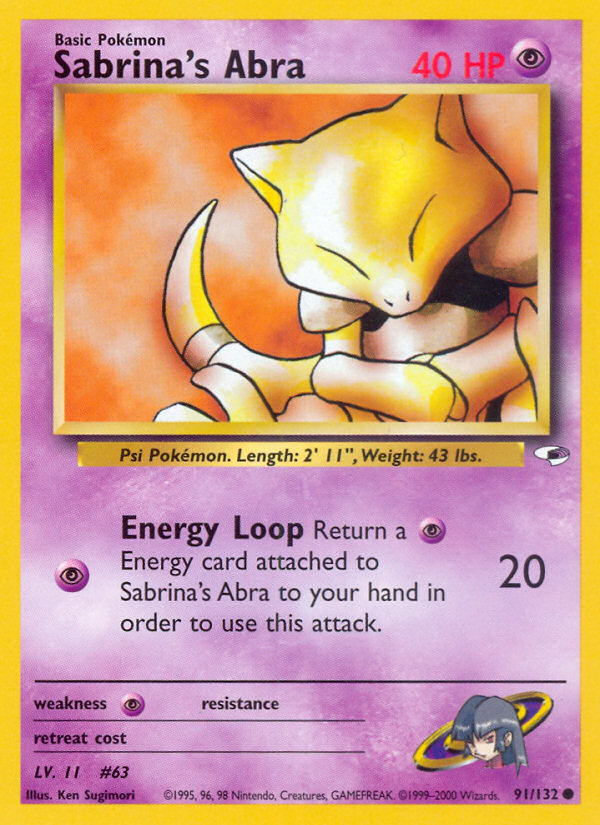 Basic Pokémon
Sabrina's Abra 40 HP
Psi Pokémon. Length: 2' 11", Weight: 43 lbs.
Energy Loop Return a
Energy card attached to
Sabrina's Abra to your hand in
order to use this attack.
20
weakness resistance
retreat cost
LV. 11 #63
Illus. Ken Sugimori ©1995, 96, 98 Nintendo, Creatures, GAMEFREAK. ©1999-2000 Wizards. 91/132